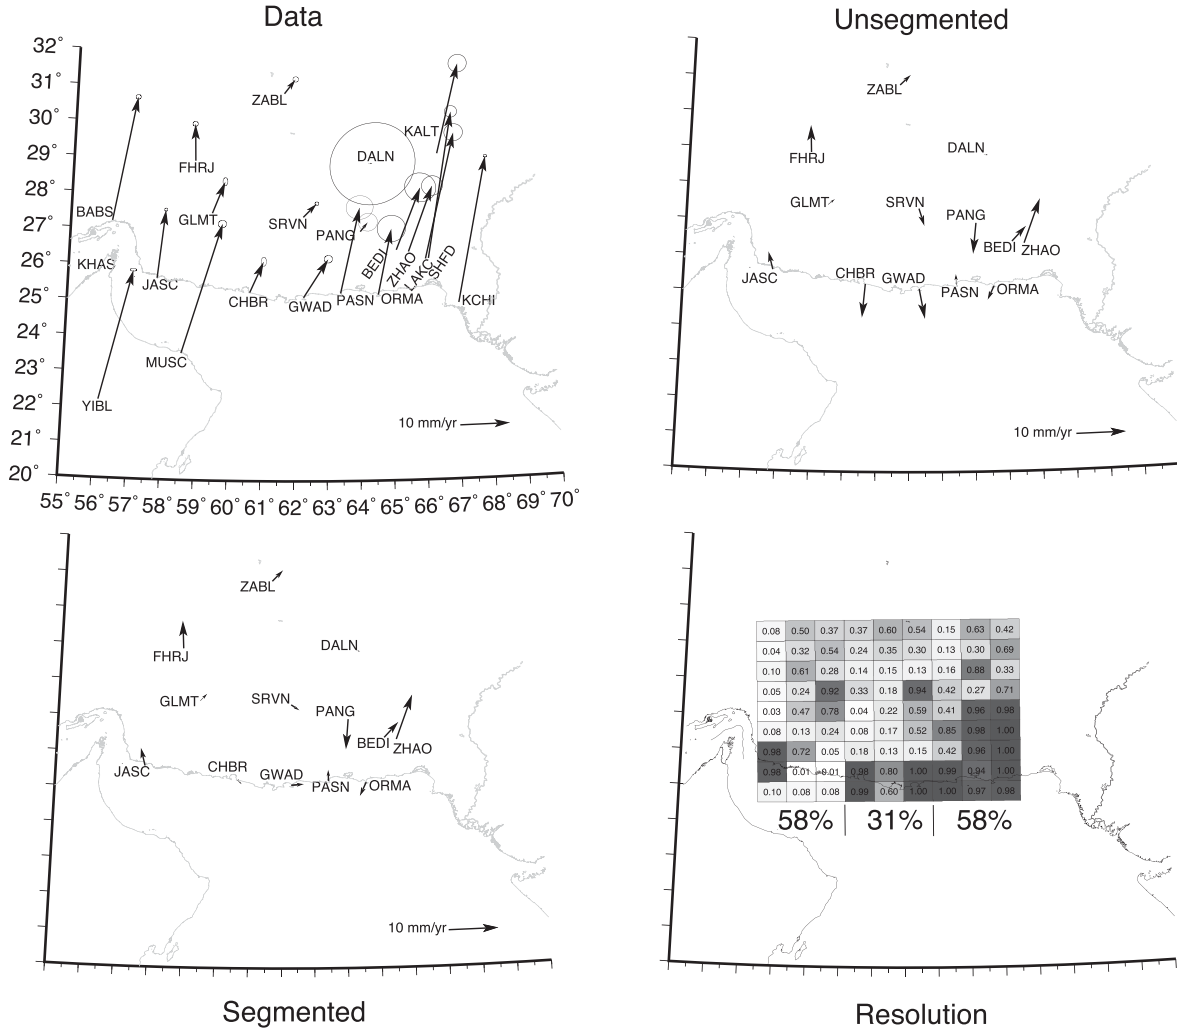 Data
Unsegmented
32°
31°
30°
29°
28°
27°
26°
25°
24°
23°
22°
21°
20°
55° 56° 57° 58° 59° 60° 61° 62° 63° 64° 65° 66° 67° 68° 69° 70°
ZABL
KALT
DALN
FHRJ
BABS
GLMT
SRVN
PANG
BEDI
ZHAO
LAKC
SHFD
KHAS
JASC
CHBR
GWAD
PASN
ORMA
KCHI
MUSC
YIBL
10 mm/yr
ZABL
DALN
FHRJ
GLMT
SRVN
PANG
BEDI
ZHAO
JASC
CHBR
GWAD
PASN
ORMA
10 mm/yr
ZABL
DALN
FHRJ
GLMT
SRVN
PANG
BEDI
ZHAO
JASC
CHBR
GWAD
PASN
ORMA
10 mm/yr
0.08 0.50 0.37 0.37 0.60 0.54 0.15 0.63 0.42
0.04 0.32 0.54 0.24 0.35 0.30 0.13 0.30 0.69
0.10 0.61 0.28 0.14 0.15 0.13 0.16 0.88 0.33
0.05 0.24 0.92 0.33 0.18 0.94 0.42 0.27 0.71
0.03 0.47 0.78 0.04 0.22 0.59 0.41 0.96 0.98
0.08 0.13 0.24 0.08 0.17 0.52 0.85 0.98 1.00
0.98 0.72 0.05 0.18 0.13 0.15 0.42 0.96 1.00
0.98 0.01 0.01 0.98 0.80 1.00 0.99 0.94 1.00
0.10 0.08 0.08 0.99 0.60 1.00 1.00 0.97 0.98
58% 31% 58%
Segmented
Resolution